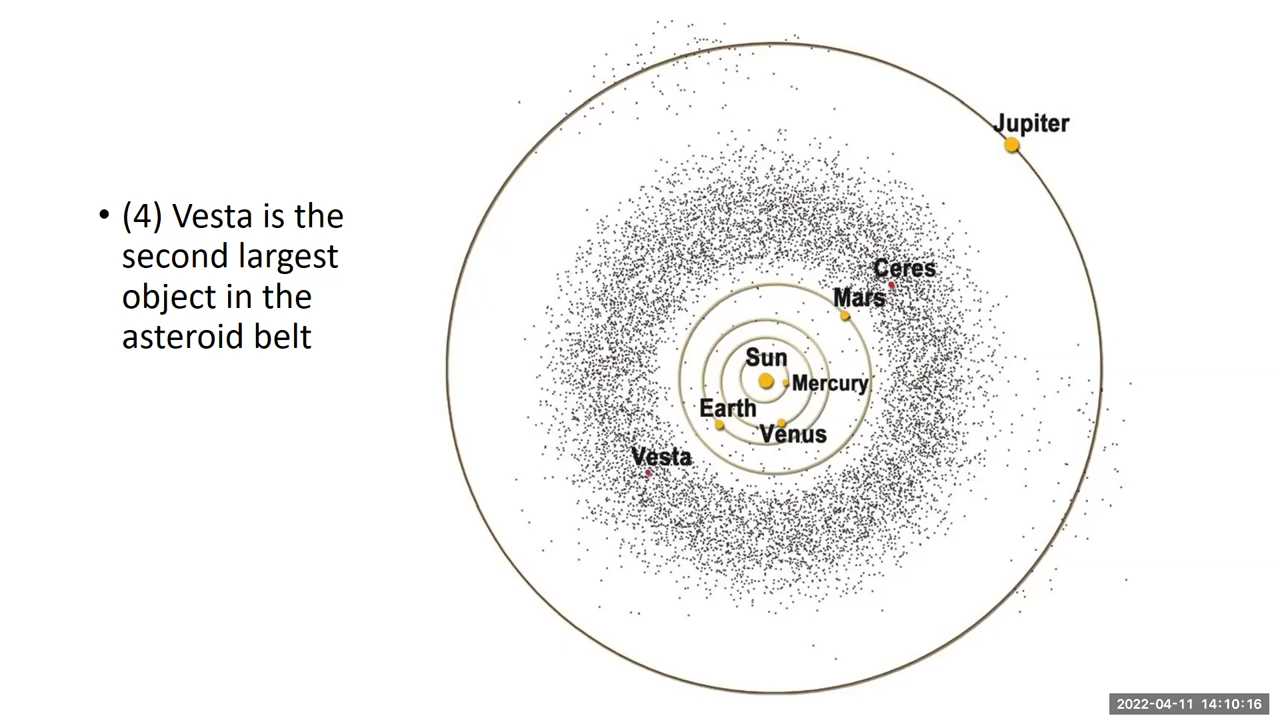 • (4) Vesta is the
second largest
object in the
asteroid belt
Jupiter
Ceres
Mars
Sun
Mercury
Earth
Venus
Vesta
2022-04-11 14:10:16